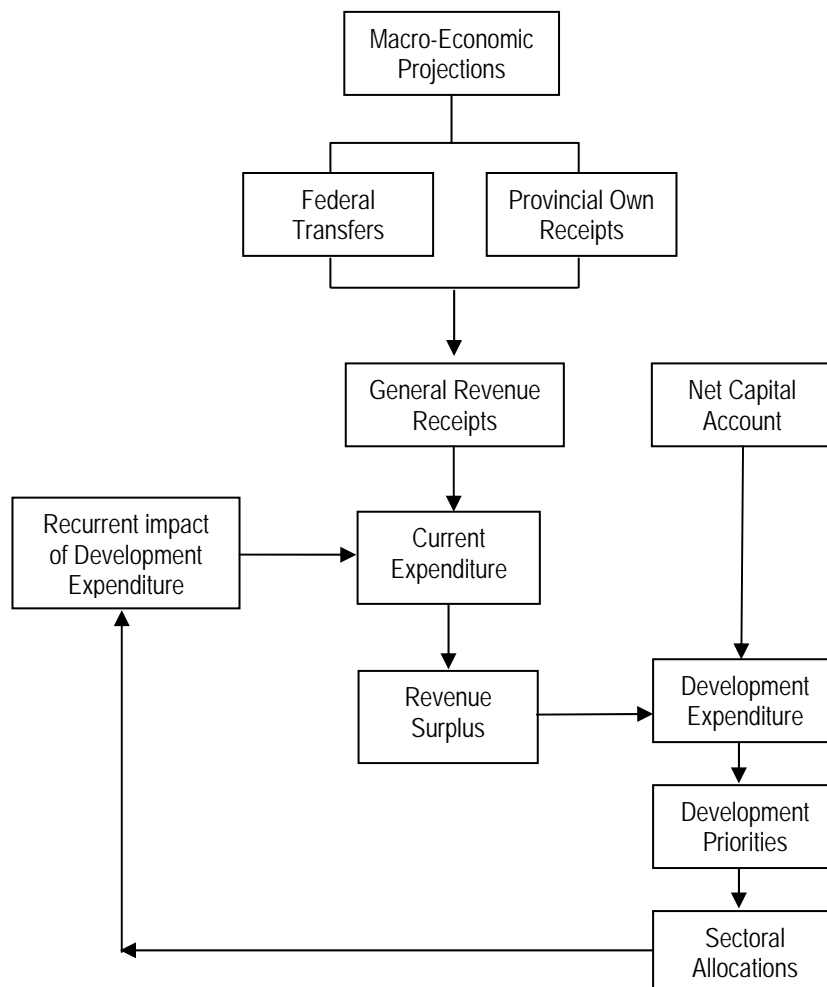 Macro-Economic
Projections
Federal
Transfers
Provincial Own
Receipts
General Revenue
Receipts
Net Capital
Account
Recurrent impact
of Development
Expenditure
Current
Expenditure
Revenue
Surplus
Development
Expenditure
Development
Priorities
Sectoral
Allocations